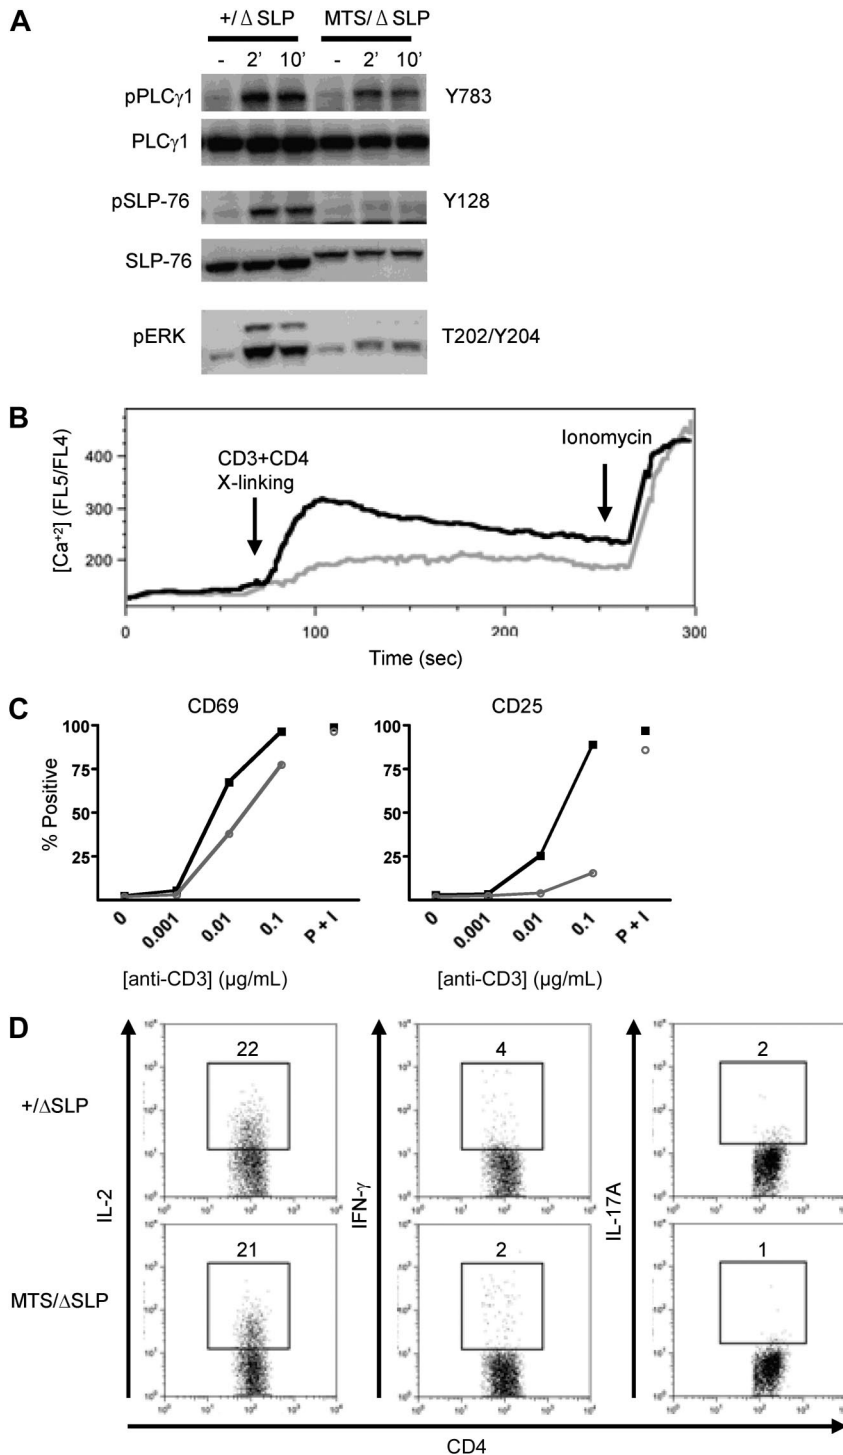 A
+/Δ SLP MTS/Δ SLP
- 2' 10' - 2' 10'
pPLCγ1 Y783
PLCγ1
pSLP-76 Y128
SLP-76
pERK T202/Y204
B
[Ca⁺²] (FL5/FL4)
400
300
200
CD3+CD4
X-linking
Ionomycin
0 100 200 300
Time (sec)
C
CD69 CD25
% Positive
100 100
75 75
50 50
25 25
0 0.001 0.01 0.1 P + I 0 0.001 0.01 0.1 P + I
[anti-CD3] (µg/mL) [anti-CD3] (µg/mL)
D
+/ΔSLP
MTS/ΔSLP
IL-2
IFN-γ
IL-17A
22 4 2
21 2 1
CD4